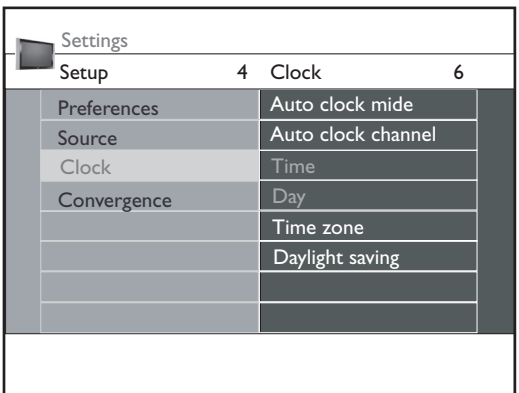 Settings
Setup 4 Clock 6
Preferences Auto clock mide
Source Auto clock channel
Clock Time
Convergence Day
Time zone
Daylight saving